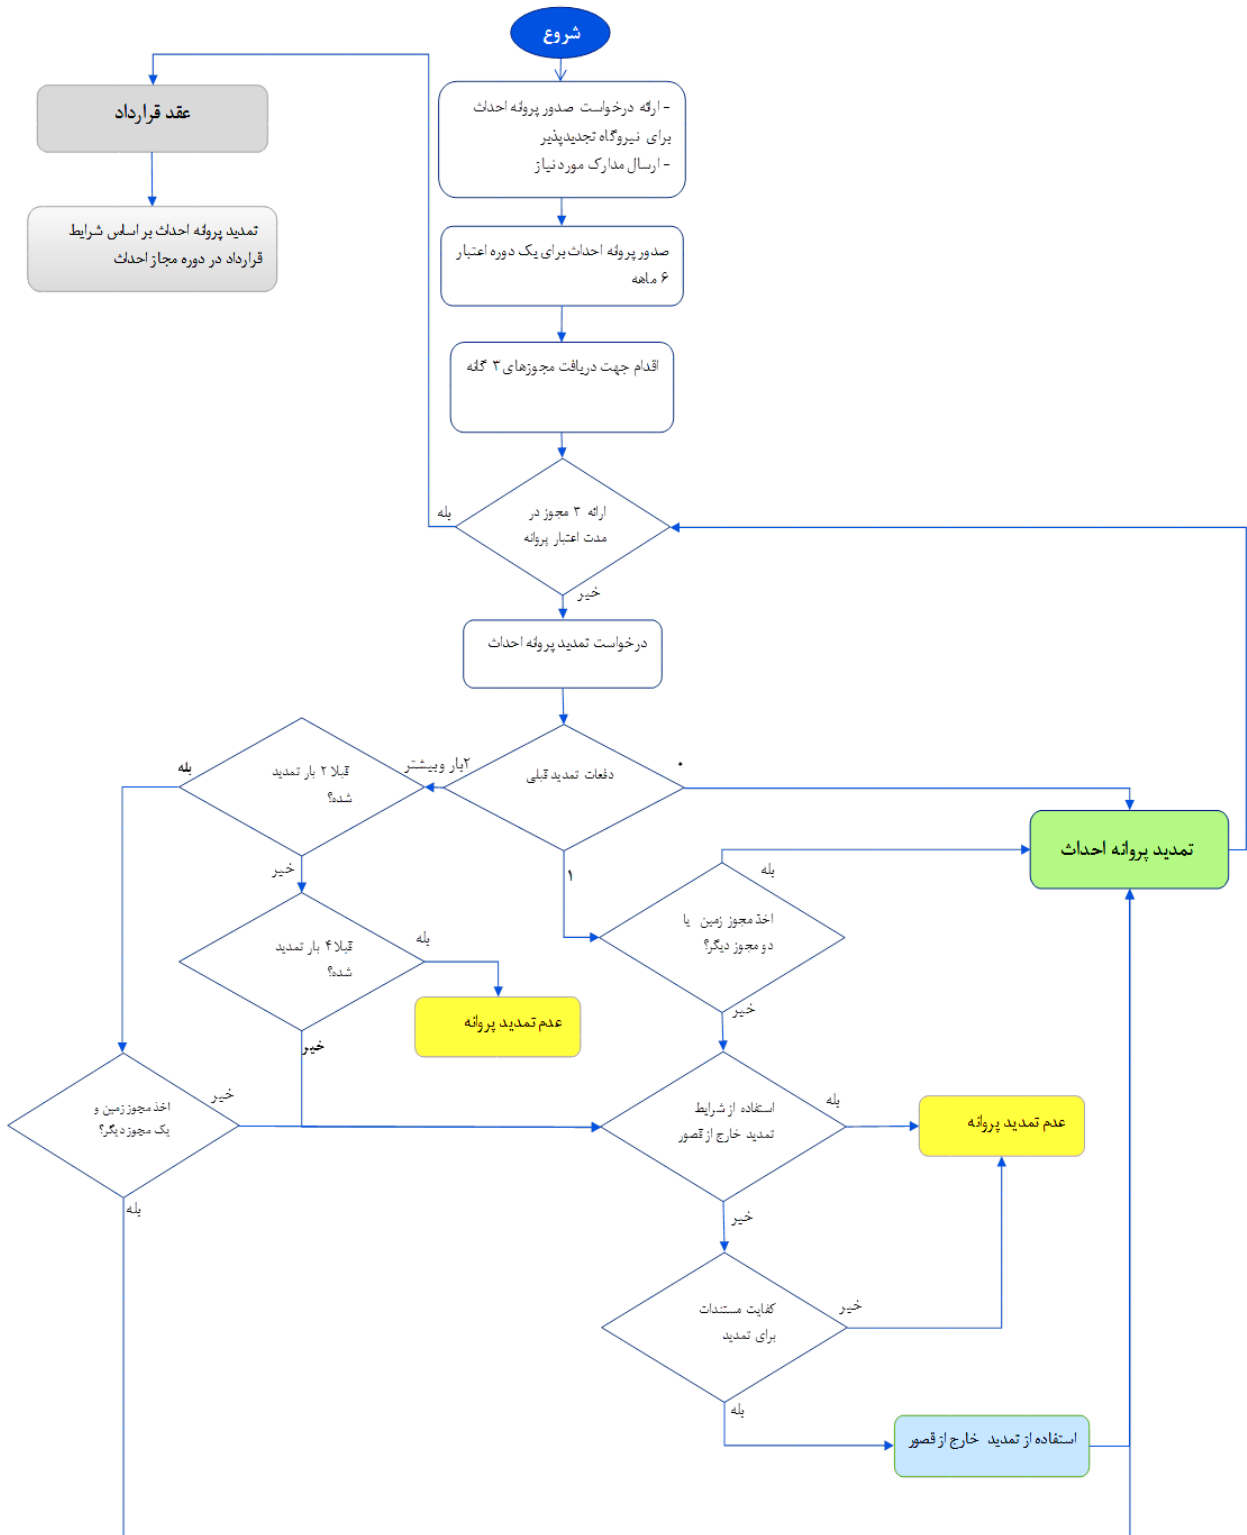 شروع
- ارائه درخواست صدور پروانه احداث
برای نیروگاه تجدیدپذیر
- ارسال مدارک موردنیاز
عقد قرارداد
تمدید پروانه احداث بر اساس شرایط
قرارداد در دوره مجاز احداث
صدور پروانه احداث برای یک دوره اعتبار
۶ ماهه
اقدام جهت دریافت مجوزهای ۳ گانه
ارائه ۳ مجوز در
مدت اعتبار پروانه
بله
خیر
درخواست تمدید پروانه احداث
دفعات تمدید قبلی
۲بار وبیشتر
۰
۱
قبلا ۲ بار تمدید
شده؟
بله
خیر
تمدید پروانه احداث
اخذ مجوز زمین یا
دو مجوز دیگر؟
بله
خیر
قبلا ۴ بار تمدید
شده؟
بله
خیر
عدم تمدید پروانه
اخذ مجوز زمین و
یک مجوز دیگر؟
خیر
بله
استفاده از شرایط
تمدید خارج از قصور
بله
خیر
عدم تمدید پروانه
کفایت مستندات
برای تمدید
خیر
بله
استفاده از تمدید خارج از قصور